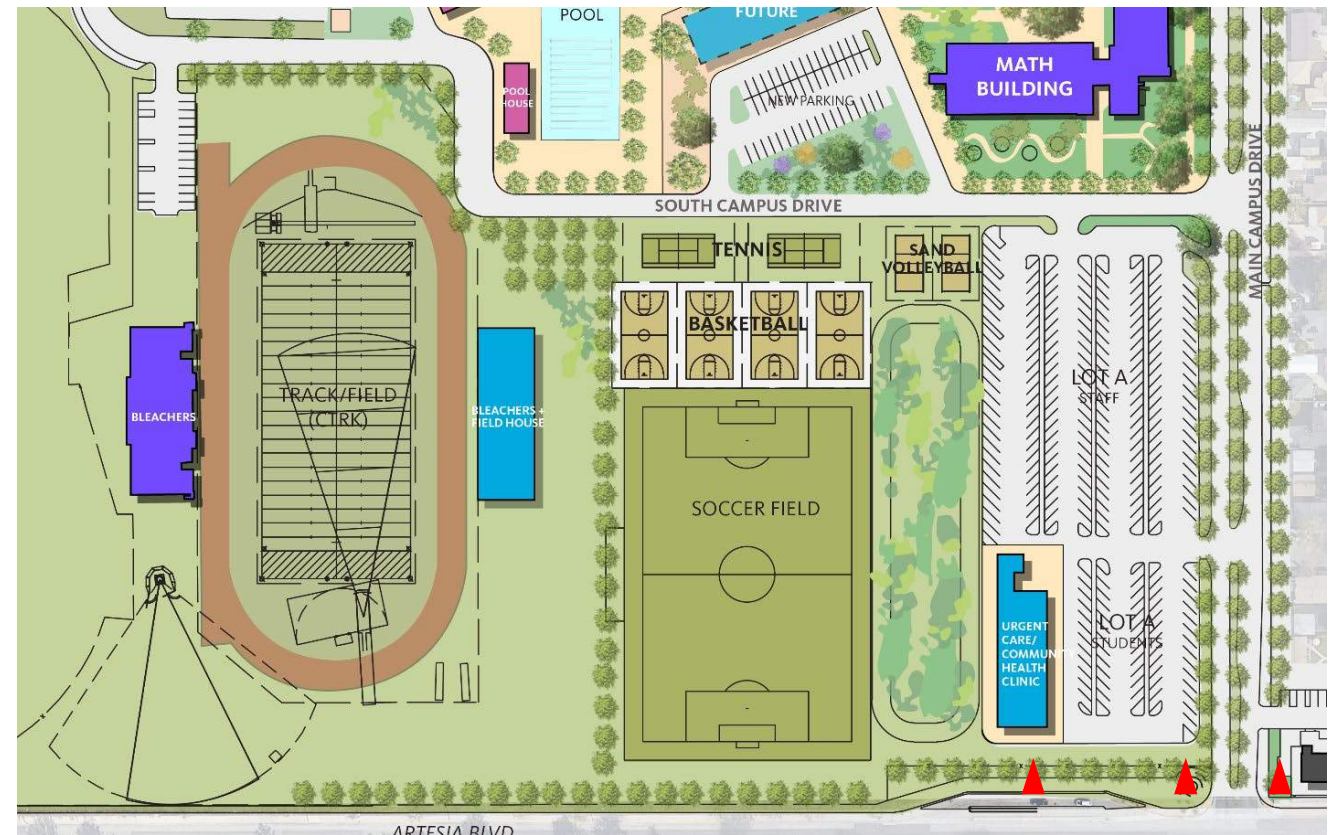 POOL
FUTURE
MATH
BUILDING
POOL
HOUSE
NEW PARKING
SOUTH CAMPUS DRIVE
MAIN CAMPUS DRIVE
TENNIS
SAND
VOLLEYBALL
BASKETBALL
LOT A
STAFF
TRACK/FIELD
(CTRK)
BLEACHERS
BLEACHERS +
FIELD HOUSE
SOCCER FIELD
URGENT
CARE/
COMMUNITY
HEALTH
CLINIC
LOT A
STUDENTS
ARTESIA BLVD